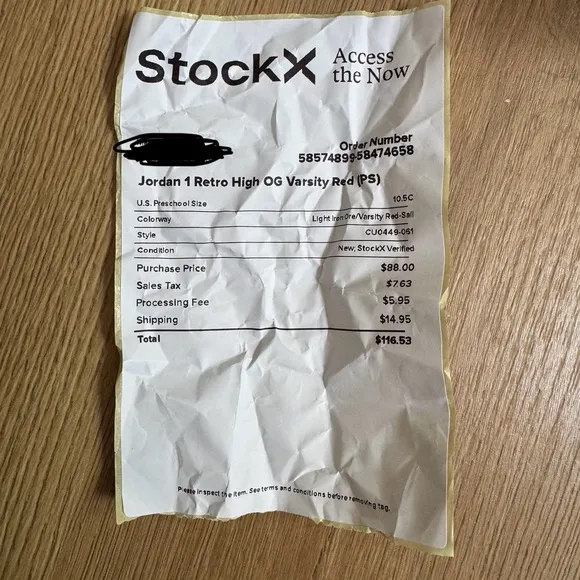 StockX Access
the Now
Order Number
58574899-58474658
Jordan 1 Retro High OG Varsity Red (PS)
U.S. Preschool Size 10.5C
Colorway Light Iron Ore/Varsity Red-Sail
Style CU0449-051
Condition New, StockX Verified
Purchase Price $88.00
Sales Tax $7.63
Processing Fee $5.95
Shipping $14.95
Total $116.53
Please inspect the item. See terms and conditions before removing tag.